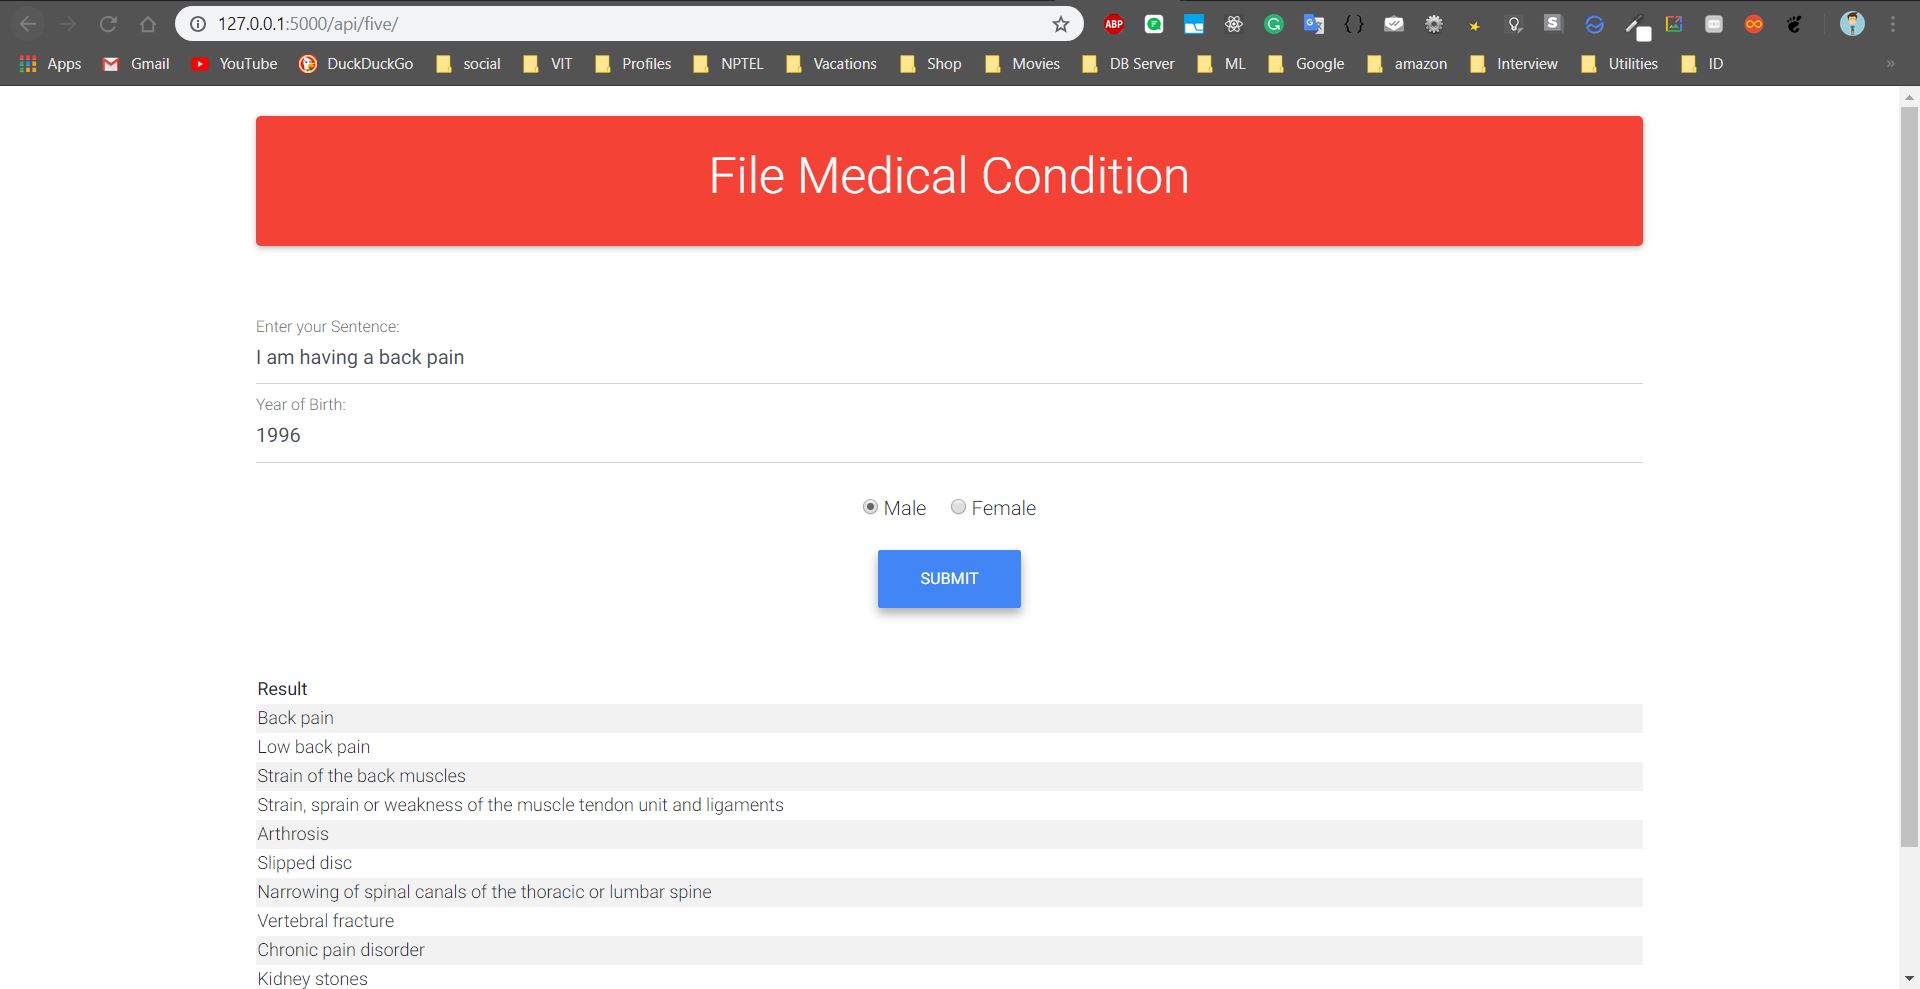 127.0.0.1:5000/api/five/
ABP
G
S
Apps Gmail YouTube DuckDuckGo social VIT Profiles NPTEL Vacations Shop Movies DB Server ML Google amazon Interview Utilities ID »
File Medical Condition
Enter your Sentence:
I am having a back pain
Year of Birth:
1996
Male Female
SUBMIT
Result
Back pain
Low back pain
Strain of the back muscles
Strain, sprain or weakness of the muscle tendon unit and ligaments
Arthrosis
Slipped disc
Narrowing of spinal canals of the thoracic or lumbar spine
Vertebral fracture
Chronic pain disorder
Kidney stones